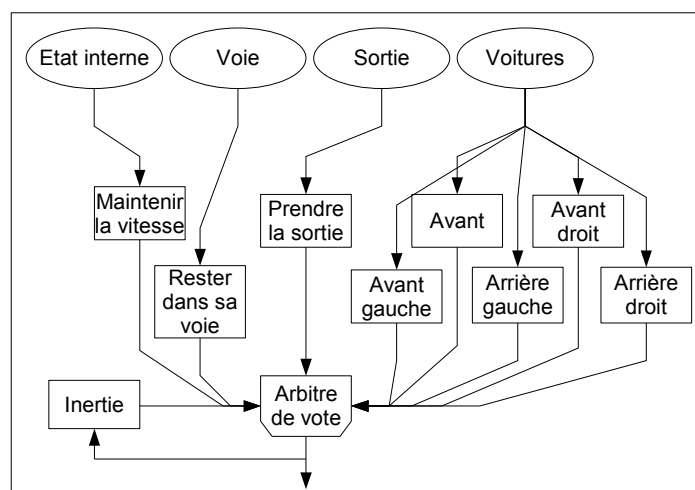 Etat interne
Voie
Sortie
Voitures
Maintenir
la vitesse
Prendre
la sortie
Avant
Avant
droit
Rester
dans sa
voie
Avant
gauche
Arrière
gauche
Arrière
droit
Inertie
Arbitre
de vote